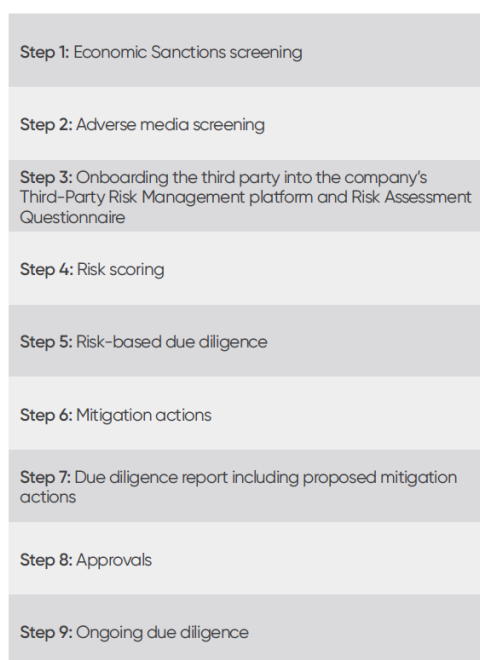 Step 1: Economic Sanctions screening
Step 2: Adverse media screening
Step 3: Onboarding the third party into the company’s
Third-Party Risk Management platform and Risk Assessment
Questionnaire
Step 4: Risk scoring
Step 5: Risk-based due diligence
Step 6: Mitigation actions
Step 7: Due diligence report including proposed mitigation
actions
Step 8: Approvals
Step 9: Ongoing due diligence